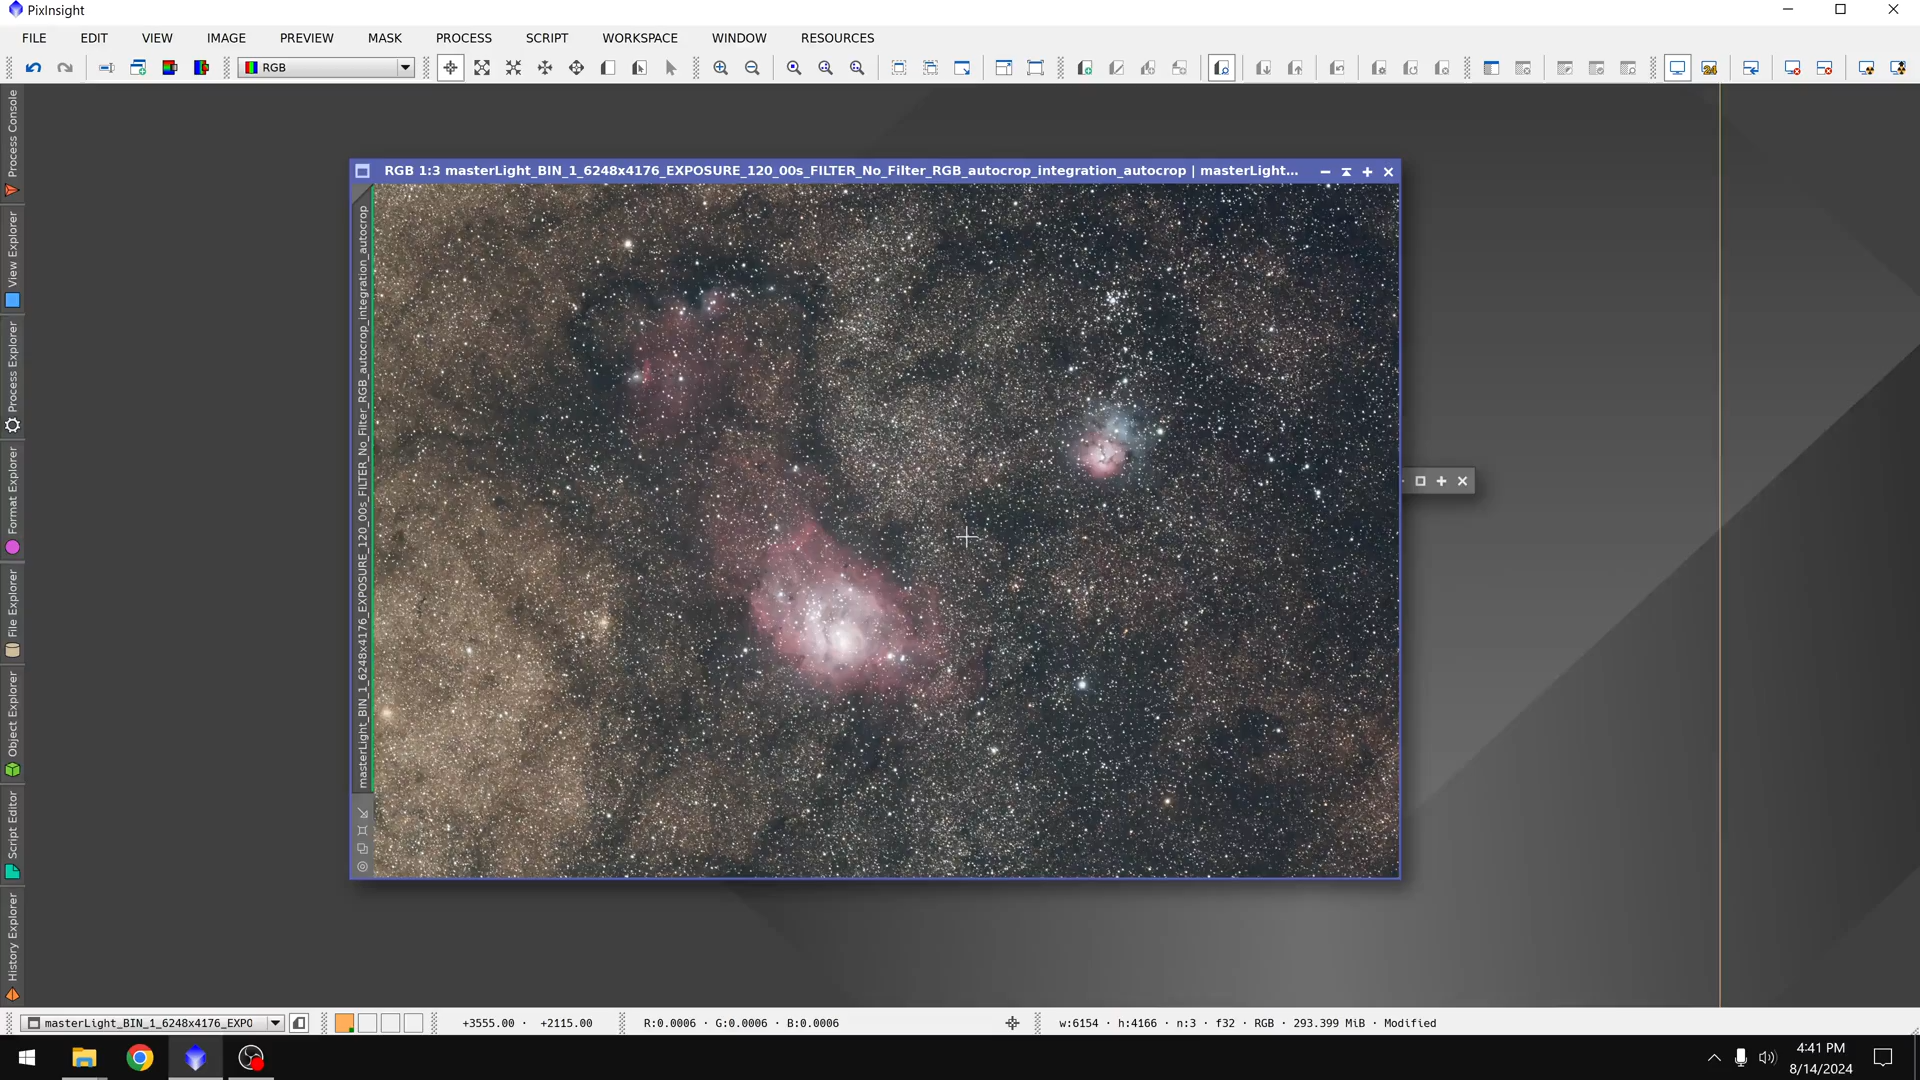 PixInsight
FILE EDIT VIEW IMAGE PREVIEW MASK PROCESS SCRIPT WORKSPACE WINDOW RESOURCES
RGB
24
Process Console
View Explorer
Process Explorer
Format Explorer
File Explorer
Object Explorer
Script Editor
History Explorer
RGB 1:3 masterLight_BIN_1_6248x4176_EXPOSURE_120_00s_FILTER_No_Filter_RGB_autocrop_integration_autocrop | masterLight...
masterLight_BIN_1_6248x4176_EXPOSURE_120_00s_FILTER_No_Filter_RGB_autocrop_integration_autocrop
masterLight_BIN_1_6248x4176_EXPO
+3555.00 · +2115.00
R:0.0006 · G:0.0006 · B:0.0006
w:6154 · h:4166 · n:3 · f32 · RGB · 293.399 MiB · Modified
4:41 PM
8/14/2024